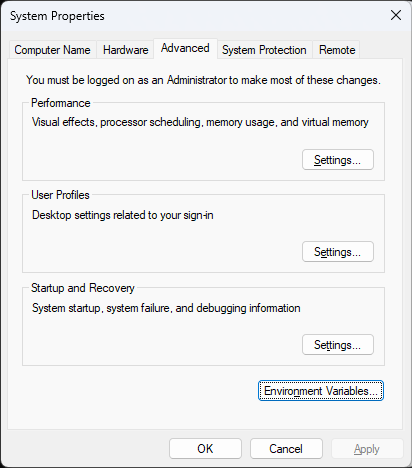 System Properties
Computer Name Hardware Advanced System Protection Remote
You must be logged on as an Administrator to make most of these changes.
Performance
Visual effects, processor scheduling, memory usage, and virtual memory
Settings...
User Profiles
Desktop settings related to your sign-in
Settings...
Startup and Recovery
System startup, system failure, and debugging information
Settings...
Environment Variables...
OK Cancel Apply